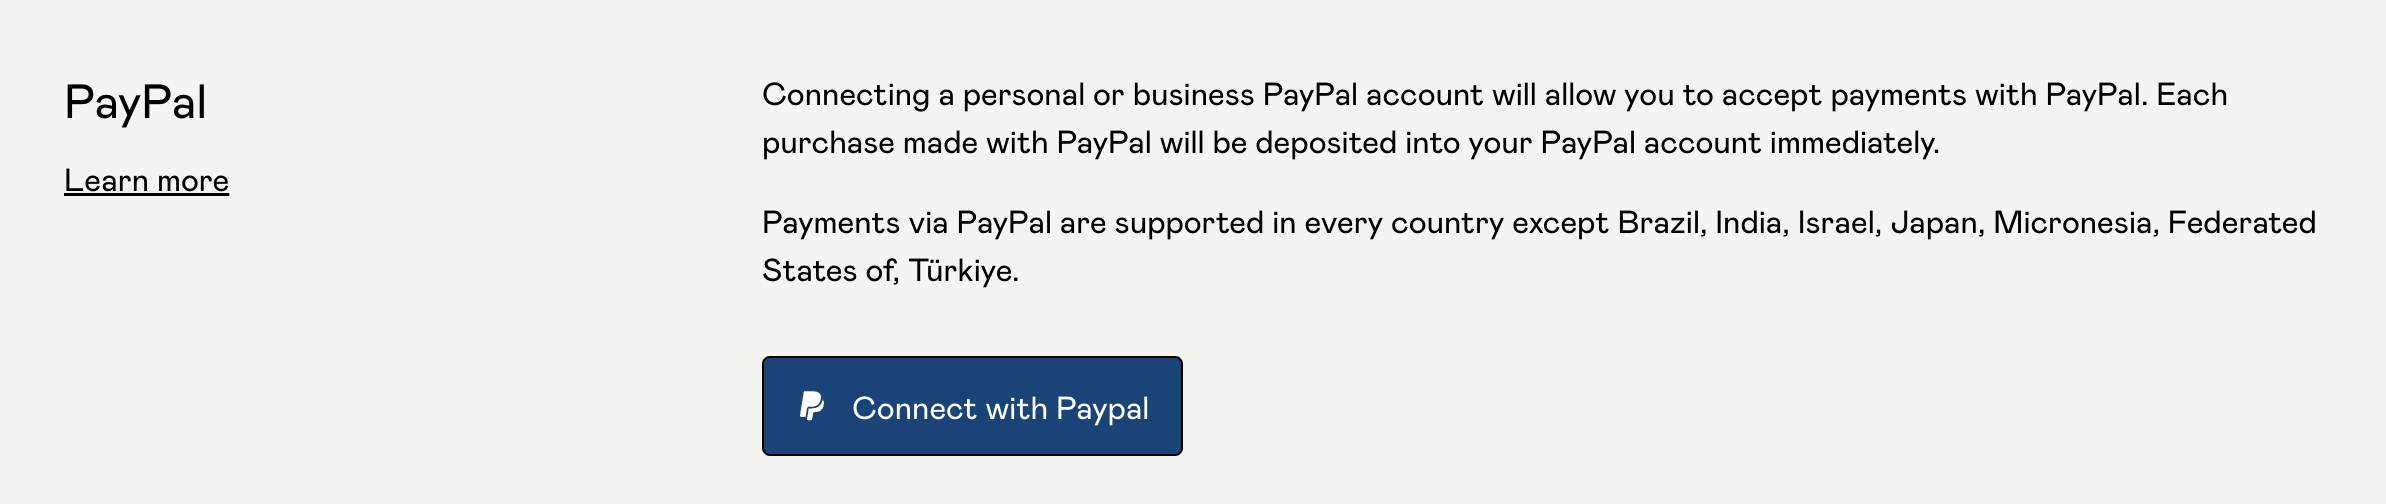 PayPal
Learn more
Connecting a personal or business PayPal account will allow you to accept payments with PayPal. Each
purchase made with PayPal will be deposited into your PayPal account immediately.
Payments via PayPal are supported in every country except Brazil, India, Israel, Japan, Micronesia, Federated
States of, Türkiye.
Connect with Paypal